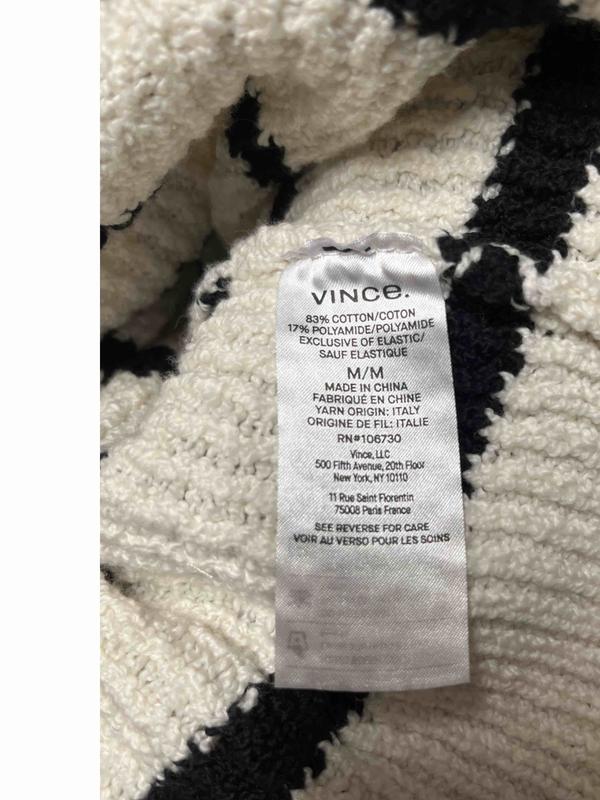 VINCE.
83% COTTON/COTON
17% POLYAMIDE/POLYAMIDE
EXCLUSIVE OF ELASTIC/
SAUF ELASTIQUE
M/M
MADE IN CHINA
FABRIQUÉ EN CHINE
YARN ORIGIN: ITALY
ORIGINE DE FIL: ITALIE
RN#106730
Vince, LLC
500 Fifth Avenue, 20th Floor
New York, NY 10110
11 Rue Saint Florentin
75008 Paris France
SEE REVERSE FOR CARE
VOIR AU VERSO POUR LES SOINS